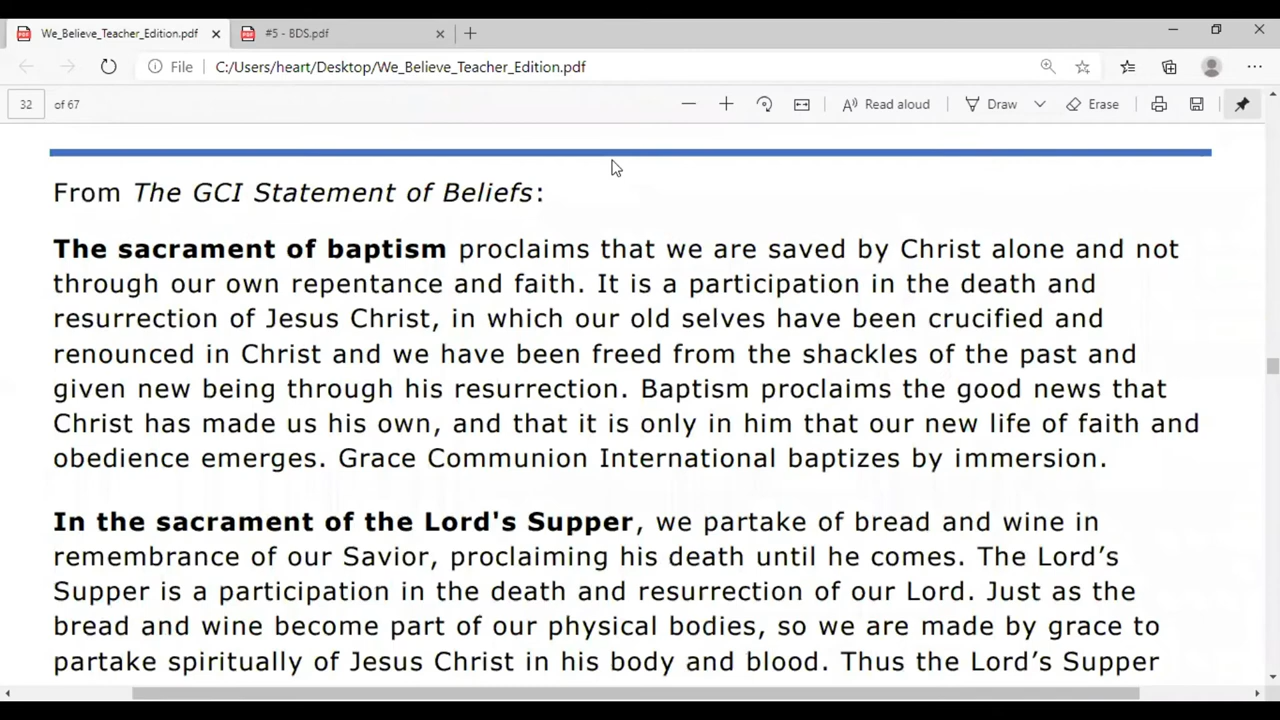 We_Believe_Teacher_Edition.pdf
#5 - BDS.pdf
File C:/Users/heart/Desktop/We_Believe_Teacher_Edition.pdf
32 of 67 Read aloud Draw Erase
From The GCI Statement of Beliefs:
The sacrament of baptism proclaims that we are saved by Christ alone and not
through our own repentance and faith. It is a participation in the death and
resurrection of Jesus Christ, in which our old selves have been crucified and
renounced in Christ and we have been freed from the shackles of the past and
given new being through his resurrection. Baptism proclaims the good news that
Christ has made us his own, and that it is only in him that our new life of faith and
obedience emerges. Grace Communion International baptizes by immersion.
In the sacrament of the Lord's Supper, we partake of bread and wine in
remembrance of our Savior, proclaiming his death until he comes. The Lord’s
Supper is a participation in the death and resurrection of our Lord. Just as the
bread and wine become part of our physical bodies, so we are made by grace to
partake spiritually of Jesus Christ in his body and blood. Thus the Lord’s Supper